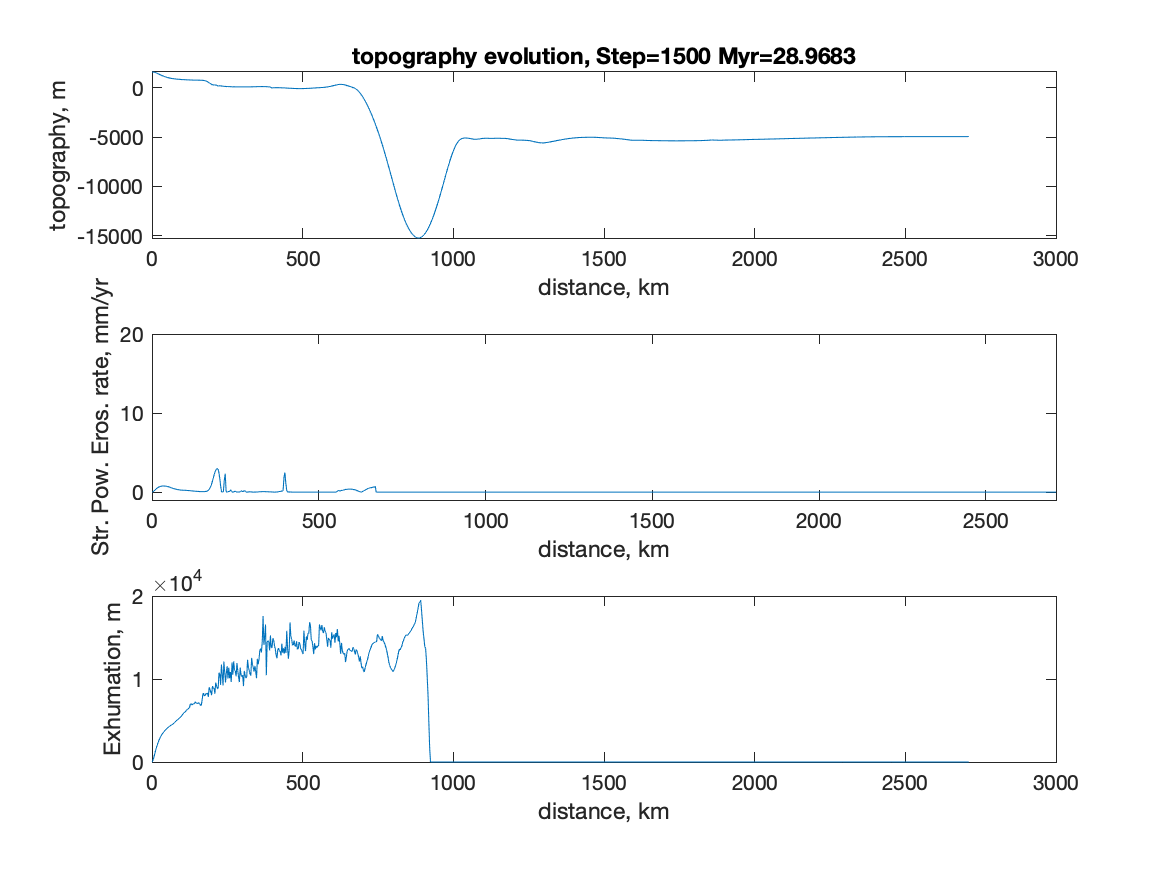 topography evolution, Step=1500 Myr=28.9683
topography, m
0
-5000
-10000
-15000
0 500 1000 1500 2000 2500 3000
distance, km
Str. Pow. Eros. rate, mm/yr
20
10
0
0 500 1000 1500 2000 2500
distance, km
×10⁴
Exhumation, m
2
1
0
0 500 1000 1500 2000 2500 3000
distance, km